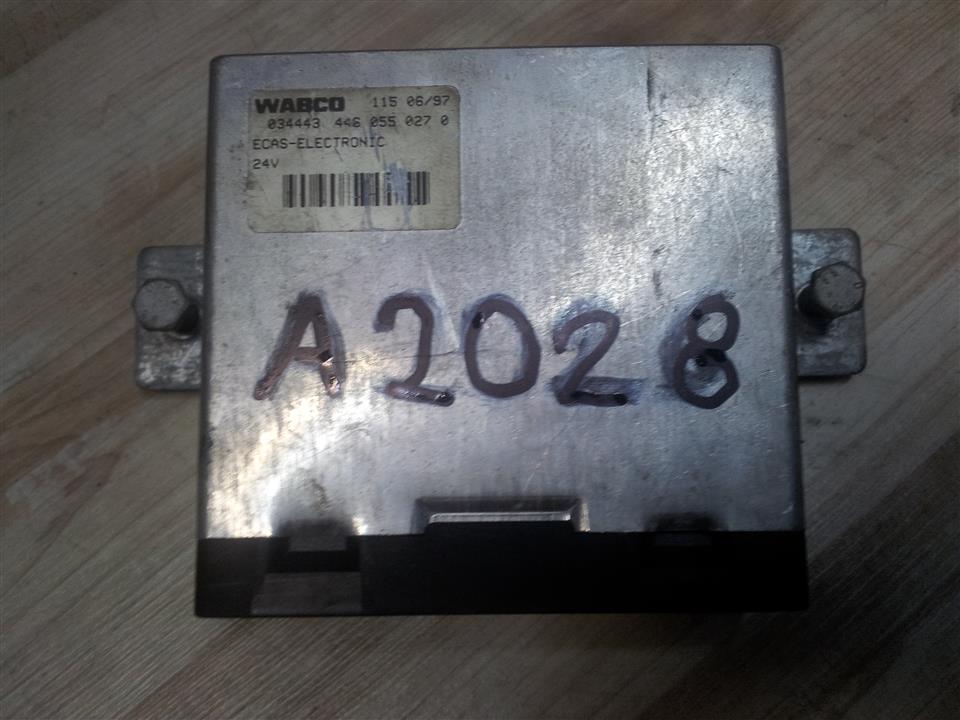 WABCO 115 06/97
034443 446 055 027 0
ECAS-ELECTRONIC
24V
A2028